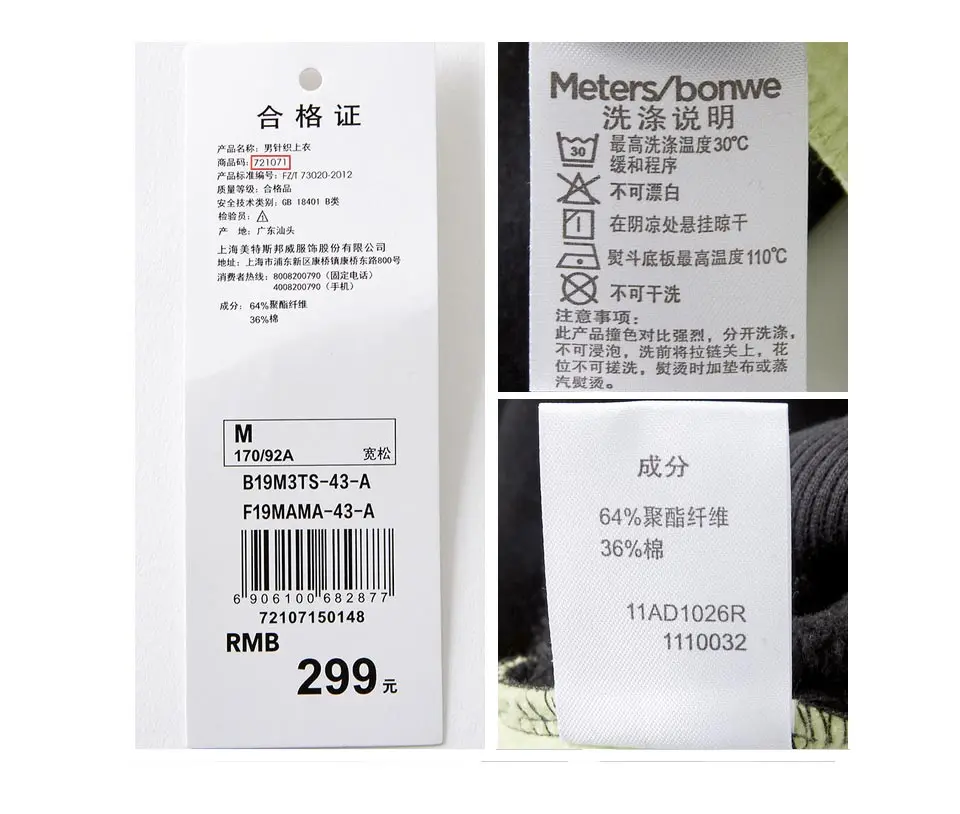 合格证
产品名称：男针织上衣
商品码：721071
产品标准编号：FZ/T 73020-2012
质量等级：合格品
安全技术类别：GB 18401 B类
检验员：
产 地：广东汕头
上海美特斯邦威服饰股份有限公司
地址：上海市浦东新区康桥镇康桥东路800号
消费者热线：8008200790（固定电话）
4008200790（手机）
成分：64%聚酯纤维
36%棉
M
170/92A 宽松
B19M3TS-43-A
F19MAMA-43-A
6 906100 682877
72107150148
RMB
299元
Meters/bonwe
洗涤说明
30 最高洗涤温度30℃
缓和程序
不可漂白
在阴凉处悬挂晾干
熨斗底板最高温度110℃
不可干洗
注意事项：
此产品撞色对比强烈，分开洗涤，
不可浸泡，洗前将拉链关上，花
位不可搓洗，熨烫时加垫布或蒸
汽熨烫。
成分
64%聚酯纤维
36%棉
11AD1026R
1110032